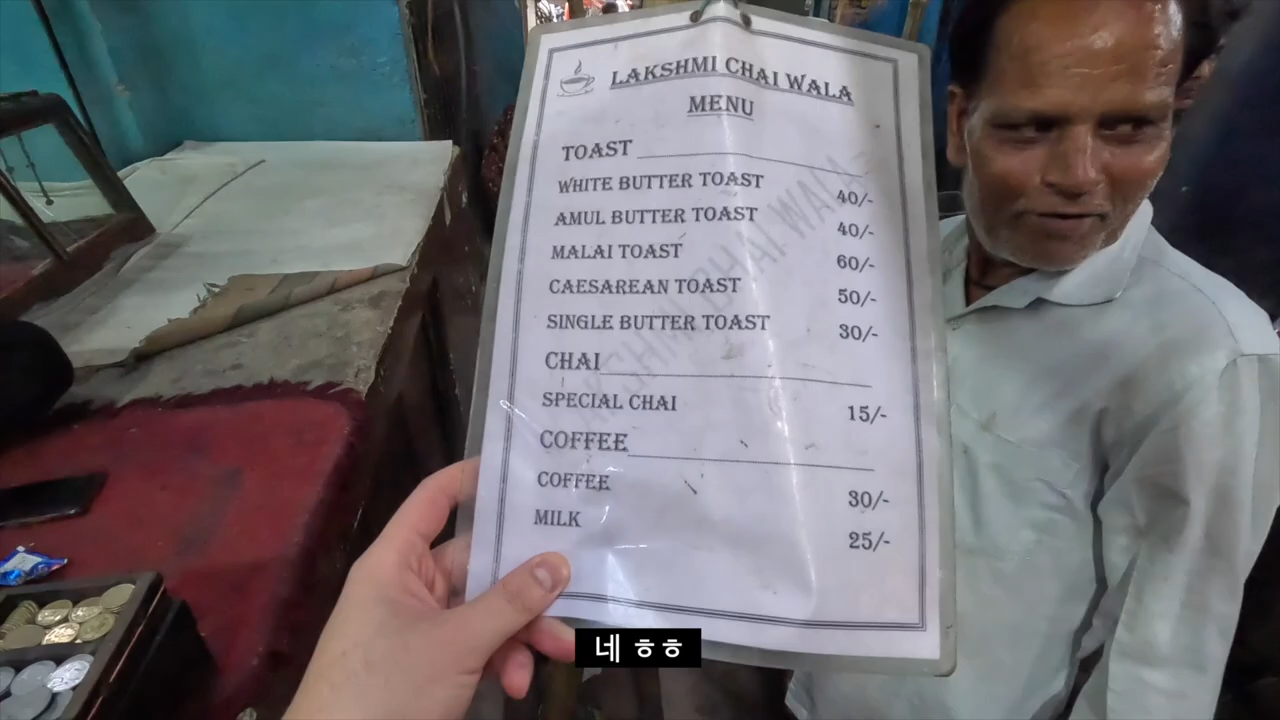 LAKSHMI CHAI WALA
MENU
TOAST
WHITE BUTTER TOAST 40/-
AMUL BUTTER TOAST 40/-
MALAI TOAST 60/-
CAESAREAN TOAST 50/-
SINGLE BUTTER TOAST 30/-
CHAI
SPECIAL CHAI 15/-
COFFEE
COFFEE 30/-
MILK 25/-
네 ㅎㅎ